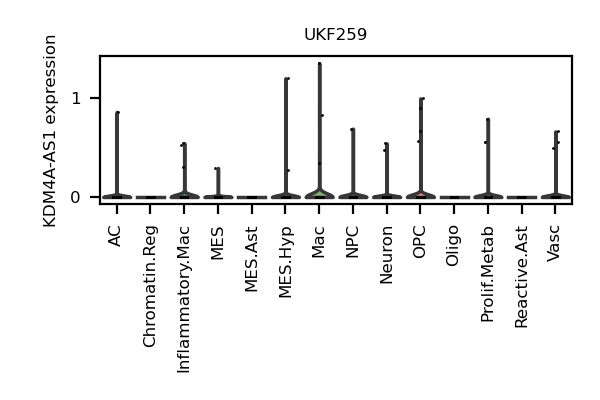 UKF259
KDM4A-AS1 expression
1
0
AC
Chromatin.Reg
Inflammatory.Mac
MES
MES.Ast
MES.Hyp
Mac
NPC
Neuron
OPC
Oligo
Prolif.Metab
Reactive.Ast
Vasc